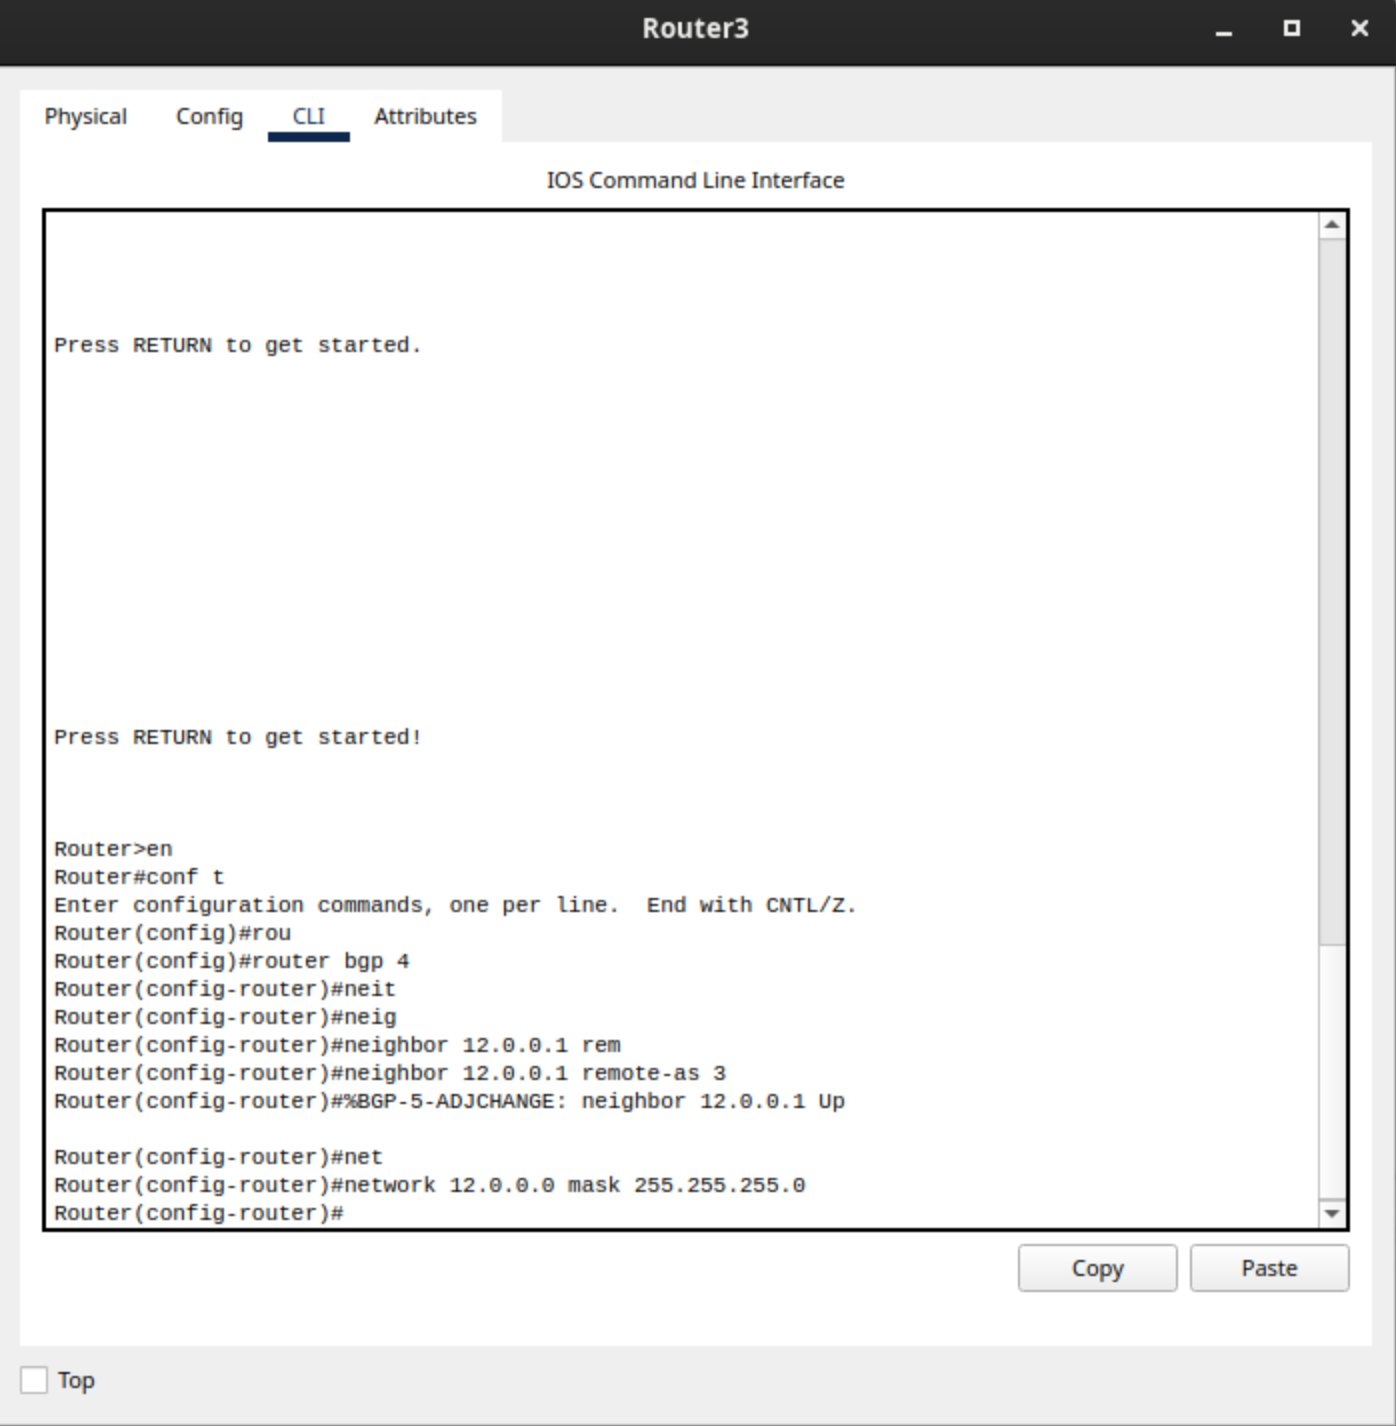 Router3
Physical Config CLI Attributes
IOS Command Line Interface
Press RETURN to get started.
Press RETURN to get started!
Router>en
Router#conf t
Enter configuration commands, one per line.  End with CNTL/Z.
Router(config)#rou
Router(config)#router bgp 4
Router(config-router)#neit
Router(config-router)#neig
Router(config-router)#neighbor 12.0.0.1 rem
Router(config-router)#neighbor 12.0.0.1 remote-as 3
Router(config-router)#%BGP-5-ADJCHANGE: neighbor 12.0.0.1 Up
Router(config-router)#net
Router(config-router)#network 12.0.0.0 mask 255.255.255.0
Router(config-router)#
Copy Paste
Top